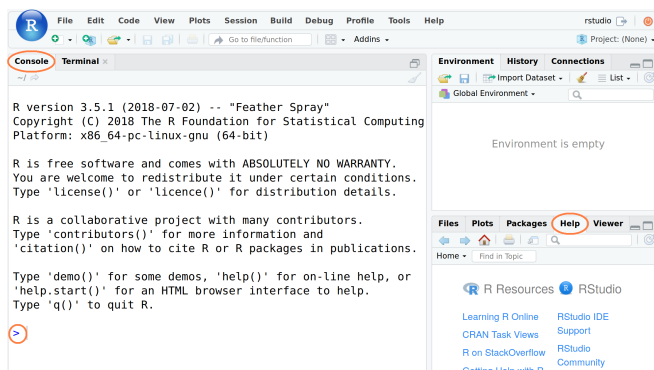 R File Edit Code View Plots Session Build Debug Profile Tools Help rstudio
Go to file/function Addins Project: (None)
Console Terminal
~/
R version 3.5.1 (2018-07-02) -- "Feather Spray"
Copyright (C) 2018 The R Foundation for Statistical Computing
Platform: x86_64-pc-linux-gnu (64-bit)
R is free software and comes with ABSOLUTELY NO WARRANTY.
You are welcome to redistribute it under certain conditions.
Type 'license()' or 'licence()' for distribution details.
R is a collaborative project with many contributors.
Type 'contributors()' for more information and
'citation()' on how to cite R or R packages in publications.
Type 'demo()' for some demos, 'help()' for on-line help, or
'help.start()' for an HTML browser interface to help.
Type 'q()' to quit R.
>
Environment History Connections
Import Dataset List
Global Environment
Environment is empty
Files Plots Packages Help Viewer
Home Find in Topic
R R Resources R RStudio
Learning R Online
CRAN Task Views
R on StackOverflow
Getting Help with R
RStudio IDE
Support
RStudio
Community